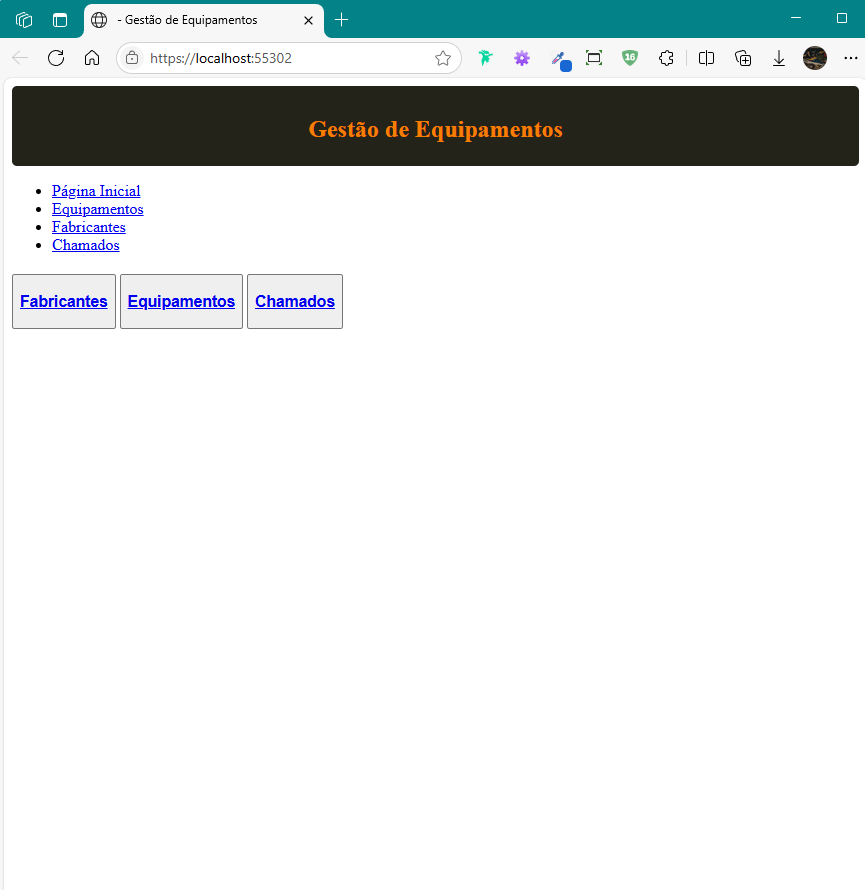 - Gestão de Equipamentos
https://localhost:55302
16
Gestão de Equipamentos
Página Inicial
Equipamentos
Fabricantes
Chamados
Fabricantes Equipamentos Chamados